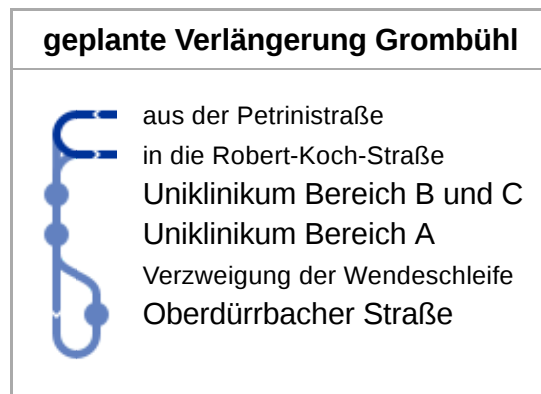 geplante Verlängerung Grombühl
aus der Petrinistraße
in die Robert-Koch-Straße
Uniklinikum Bereich B und C
Uniklinikum Bereich A
Verzweigung der Wendeschleife
Oberdürrbacher Straße